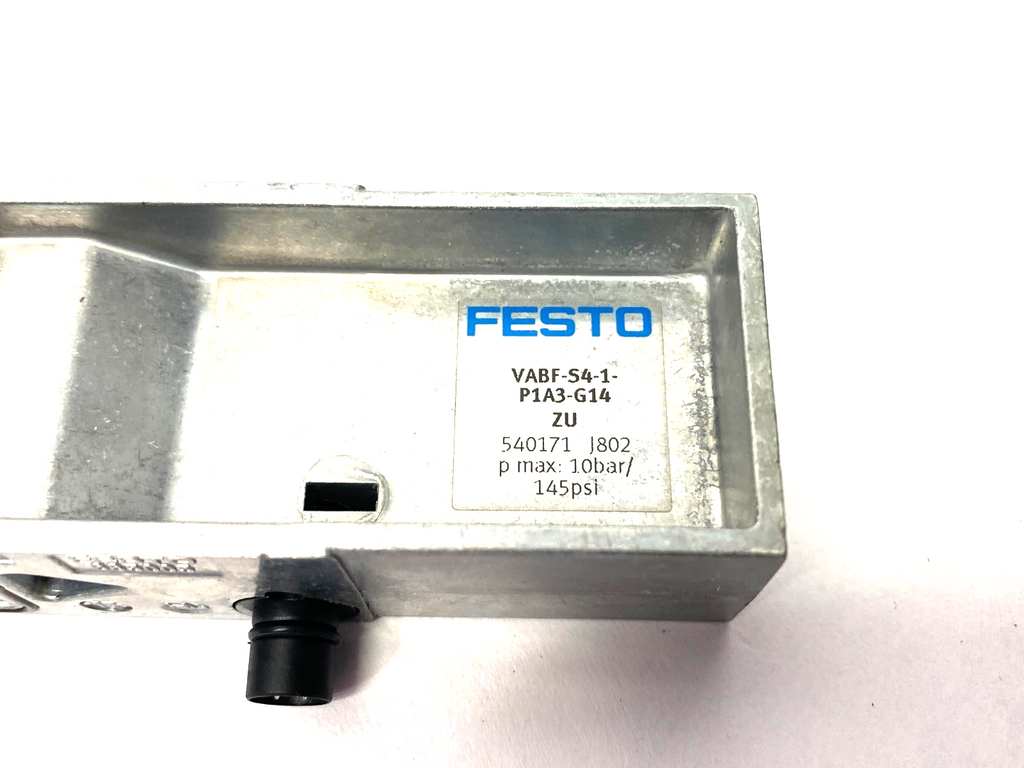 FESTO
VABF-S4-1-
P1A3-G14
ZU
540171 J802
p max: 10bar/
145psi